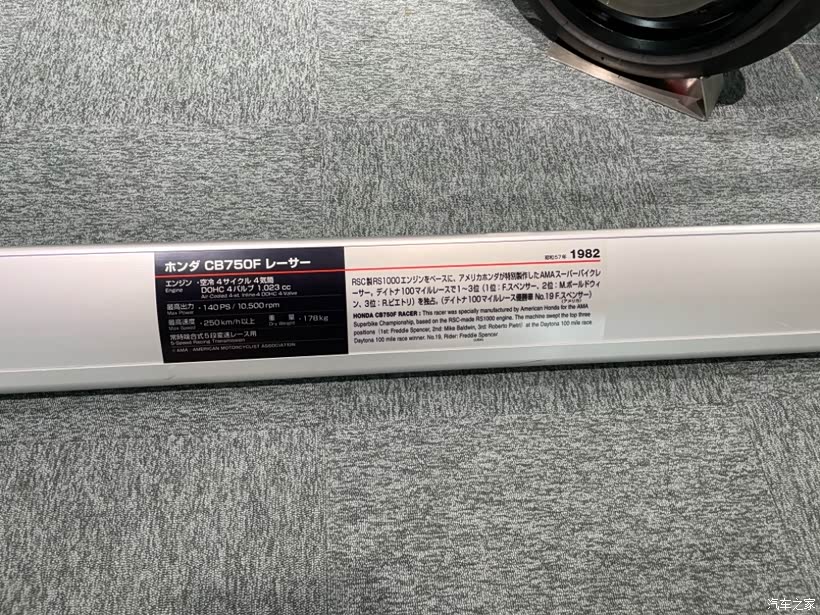 ホンダ CB750F レーサー
エンジン ・空冷 4サイクル 4気筒
Engine DOHC 4バルブ 1,023 cc
Air-Cooled 4-st. Inline-4 DOHC 4-Valve
最高出力 ・140 PS / 10,500 rpm
Max Power
最高速度 ・250 km/h以上 重量 ・178 kg
Max Speed Dry Weight
常時噛合式5段変速レース用
5-Speed Racing Transmission
※AMA : AMERICAN MOTORCYCLIST ASSOCIATION
昭和57年 1982
RSC製RS1000エンジンをベースに、アメリカホンダが特別製作したAMAスーパーバイクレ
ーサー。デイトナ100マイルレースで1～3位（1位：F.スペンサー、2位：M.ボールドウィ
ン、3位：R.ピエトリ）を独占。（デイトナ100マイルレース優勝車 No.19 F.スペンサー）
(アメリカ)
HONDA CB750F RACER : This racer was specially manufactured by American Honda for the AMA
Superbike Championship, based on the RSC-made RS1000 engine. The machine swept the top three
positions (1st: Freddie Spencer, 2nd: Mike Baldwin, 3rd: Roberto Pietri) at the Daytona 100 mile race.
Daytona 100 mile race winner. No.19, Rider: Freddie Spencer
(USA)
汽车之家